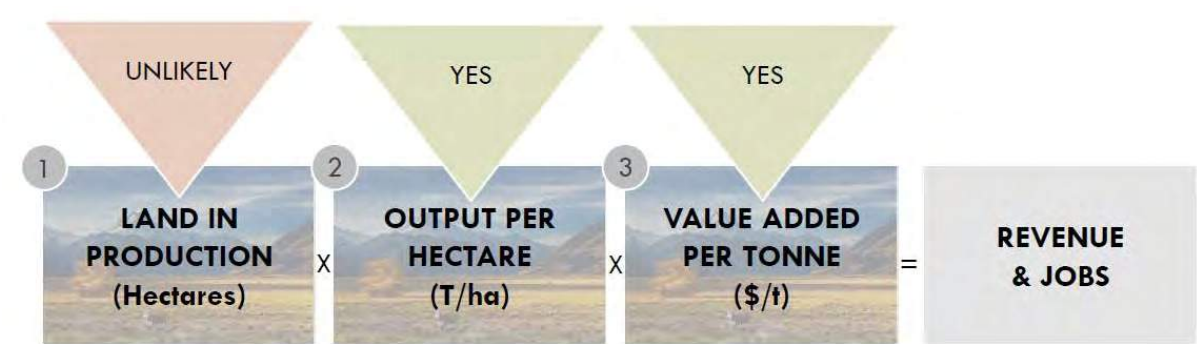 UNLIKELY
YES
YES
1
2
3
LAND IN
PRODUCTION
(Hectares)
X
OUTPUT PER
HECTARE
(T/ha)
X
VALUE ADDED
PER TONNE
($/t)
=
REVENUE
& JOBS